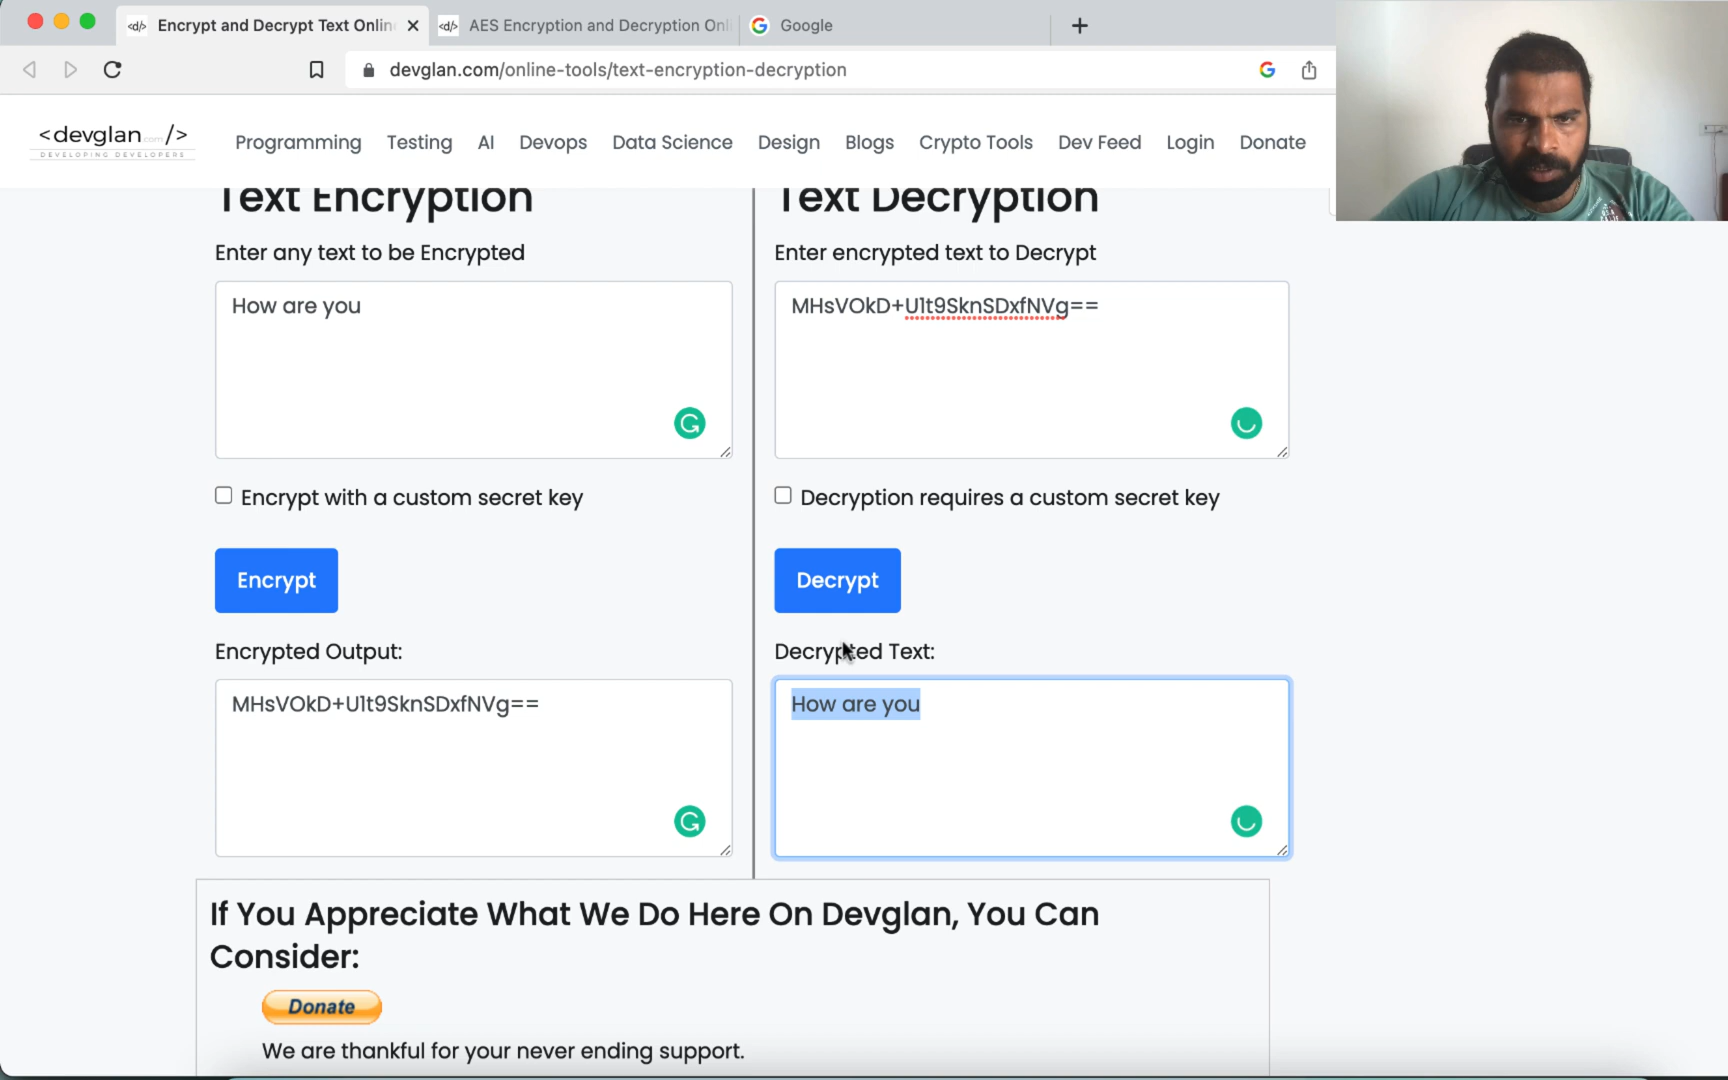 Encrypt and Decrypt Text Onlin
AES Encryption and Decryption Onl
Google
devglan.com/online-tools/text-encryption-decryption
<devglan.com/>
DEVELOPING DEVELOPERS
Programming
Testing
AI
Devops
Data Science
Design
Blogs
Crypto Tools
Dev Feed
Login
Donate
Text Encryption
Enter any text to be Encrypted
How are you
Encrypt with a custom secret key
Encrypt
Encrypted Output:
MHsVOkD+U1t9SknSDxfNVg==
Text Decryption
Enter encrypted text to Decrypt
MHsVOkD+U1t9SknSDxfNVg==
Decryption requires a custom secret key
Decrypt
Decrypted Text:
How are you
If You Appreciate What We Do Here On Devglan, You Can
Consider:
Donate
We are thankful for your never ending support.